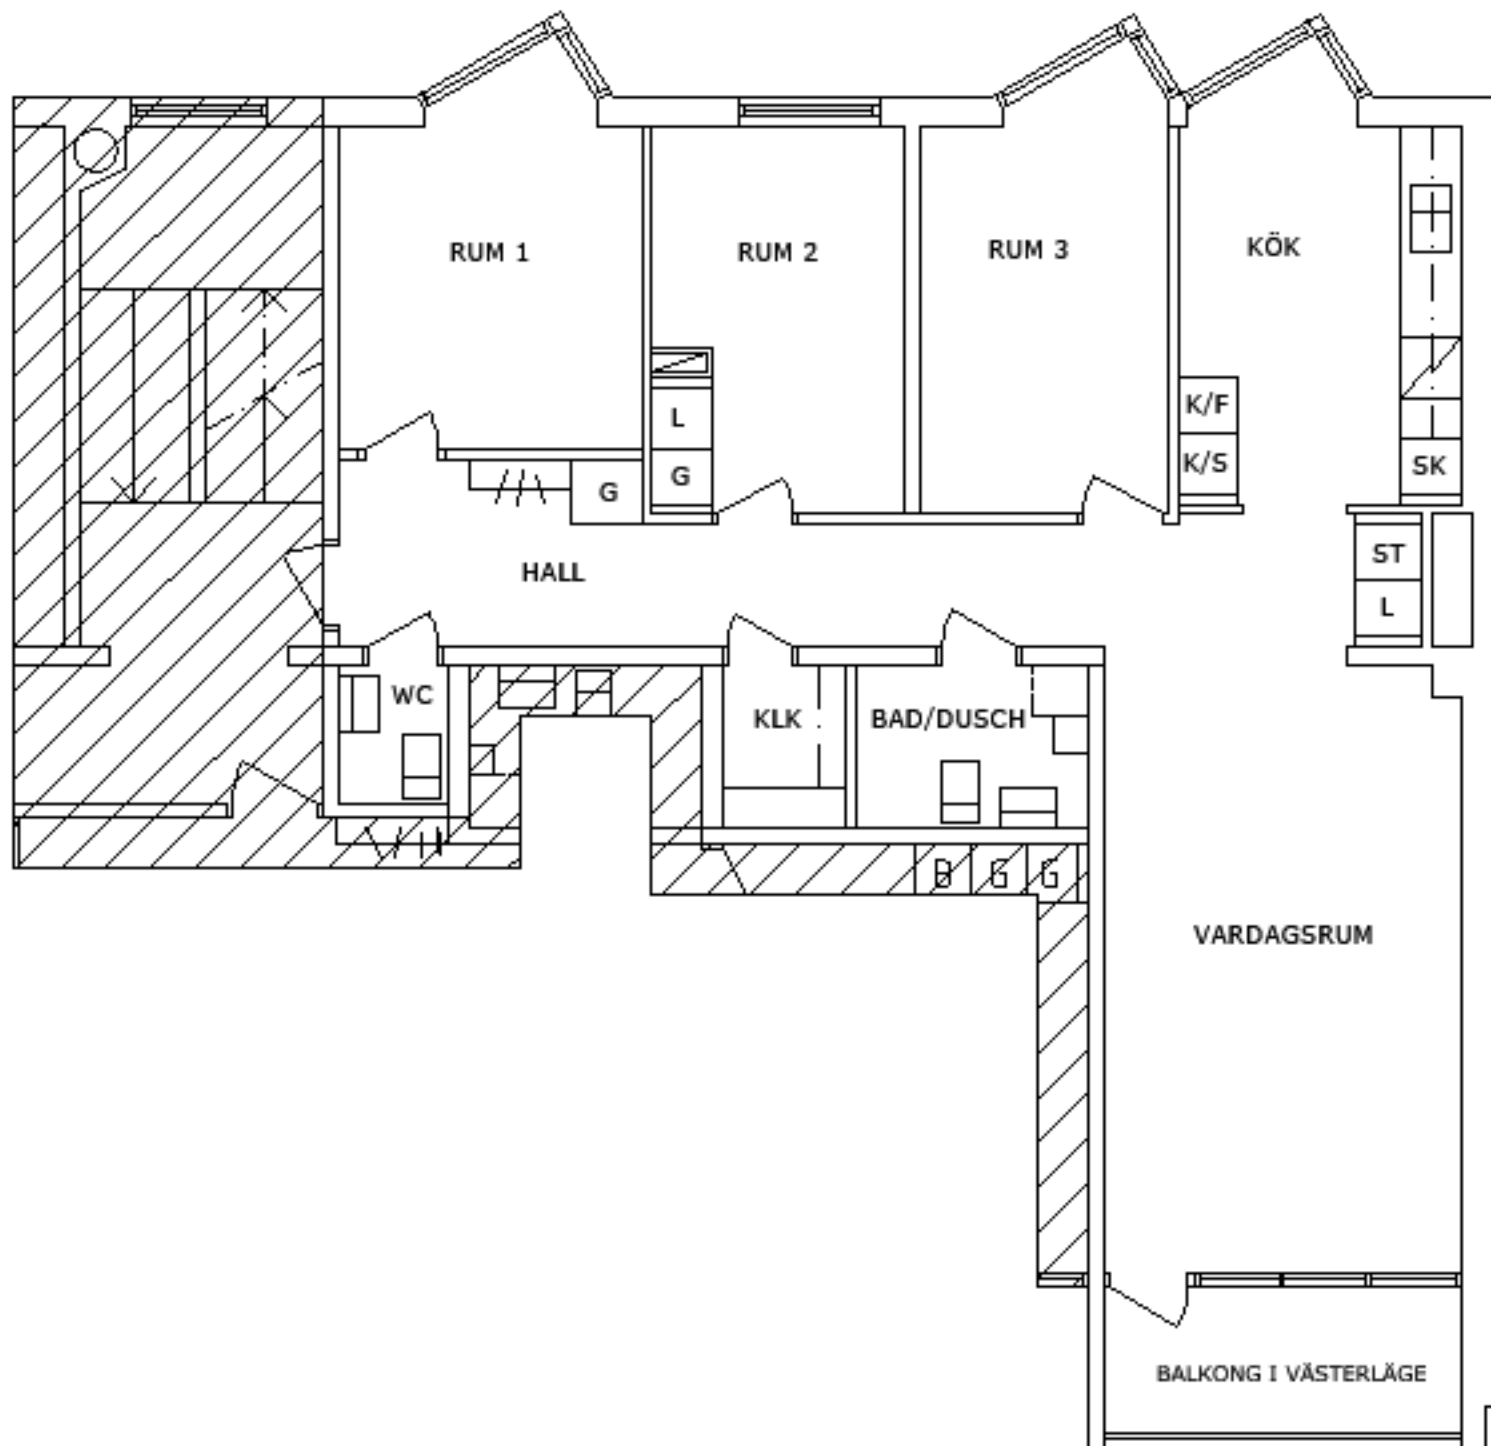 RUM 1
RUM 2
RUM 3
KÖK
L
G
G
K/F
K/S
SK
HALL
ST
L
WC
KLK
BAD/DUSCH
B
G
G
VARDAGSRUM
BALKONG I VÄSTERLÄGE